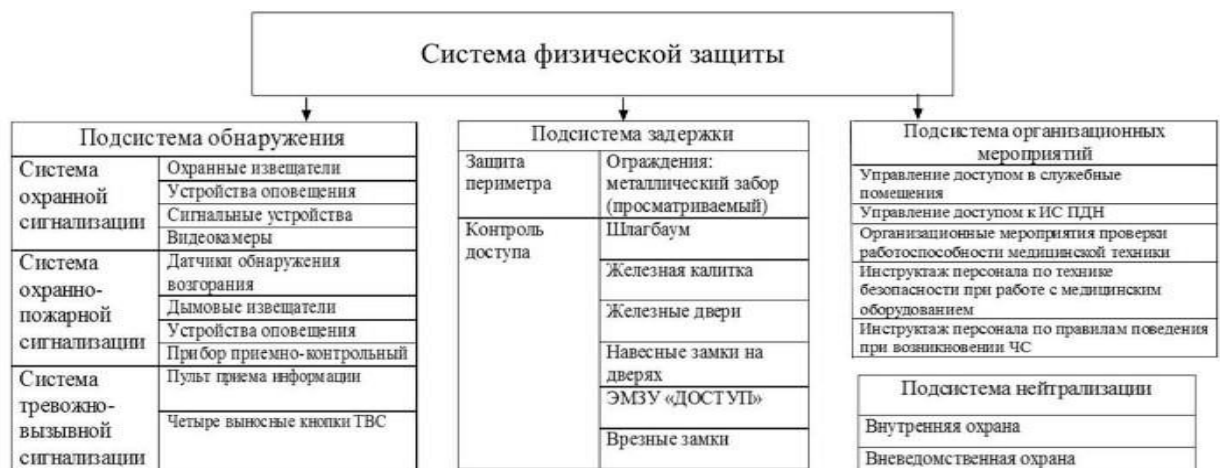 Система физической защиты
Подсистема обнаружения
Система
охранной
сигнализации
Охранные извещатели
Устройства оповещения
Сигнальные устройства
Видеокамеры
Система
охранно-
пожарной
сигнализации
Датчики обнаружения
возгорания
Дымовые извещатели
Устройства оповещения
Прибор приемно-контрольный
Система
тревожно-
вызывной
сигнализации
Пульт приема информации
Четыре выносные кнопки ТВС
Подсистема задержки
Защита
периметра
Ограждения:
металлический забор
(просматриваемый)
Контроль
доступа
Шлагбаум
Железная калитка
Железные двери
Навесные замки на
дверях
ЭМЗУ «ДОСТУП»
Врезные замки
Подсистема организационных
мероприятий
Управление доступом в служебные
помещения
Управление доступом к ИС ПДН
Организационные мероприятия проверки
работоспособности медицинской техники
Инструктаж персонала по технике
безопасности при работе с медицинским
оборудованием
Инструктаж персонала по правилам поведения
при возникновении ЧС
Подсистема нейтрализации
Внутренняя охрана
Вневедомственная охрана